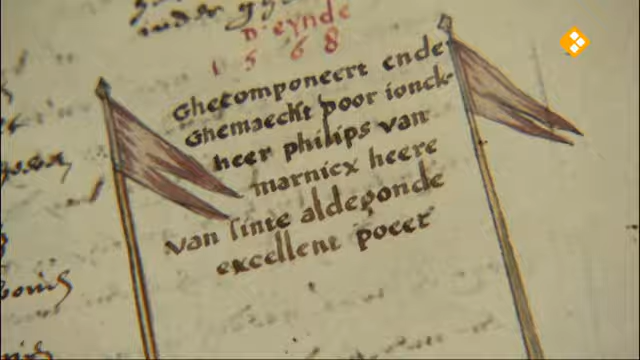 D'eynde
1568
Ghecomponeert ende
Ghemaeckt door ionck-
heer philips van
marnicx heere
van sinte aldegonde
excellent poeet